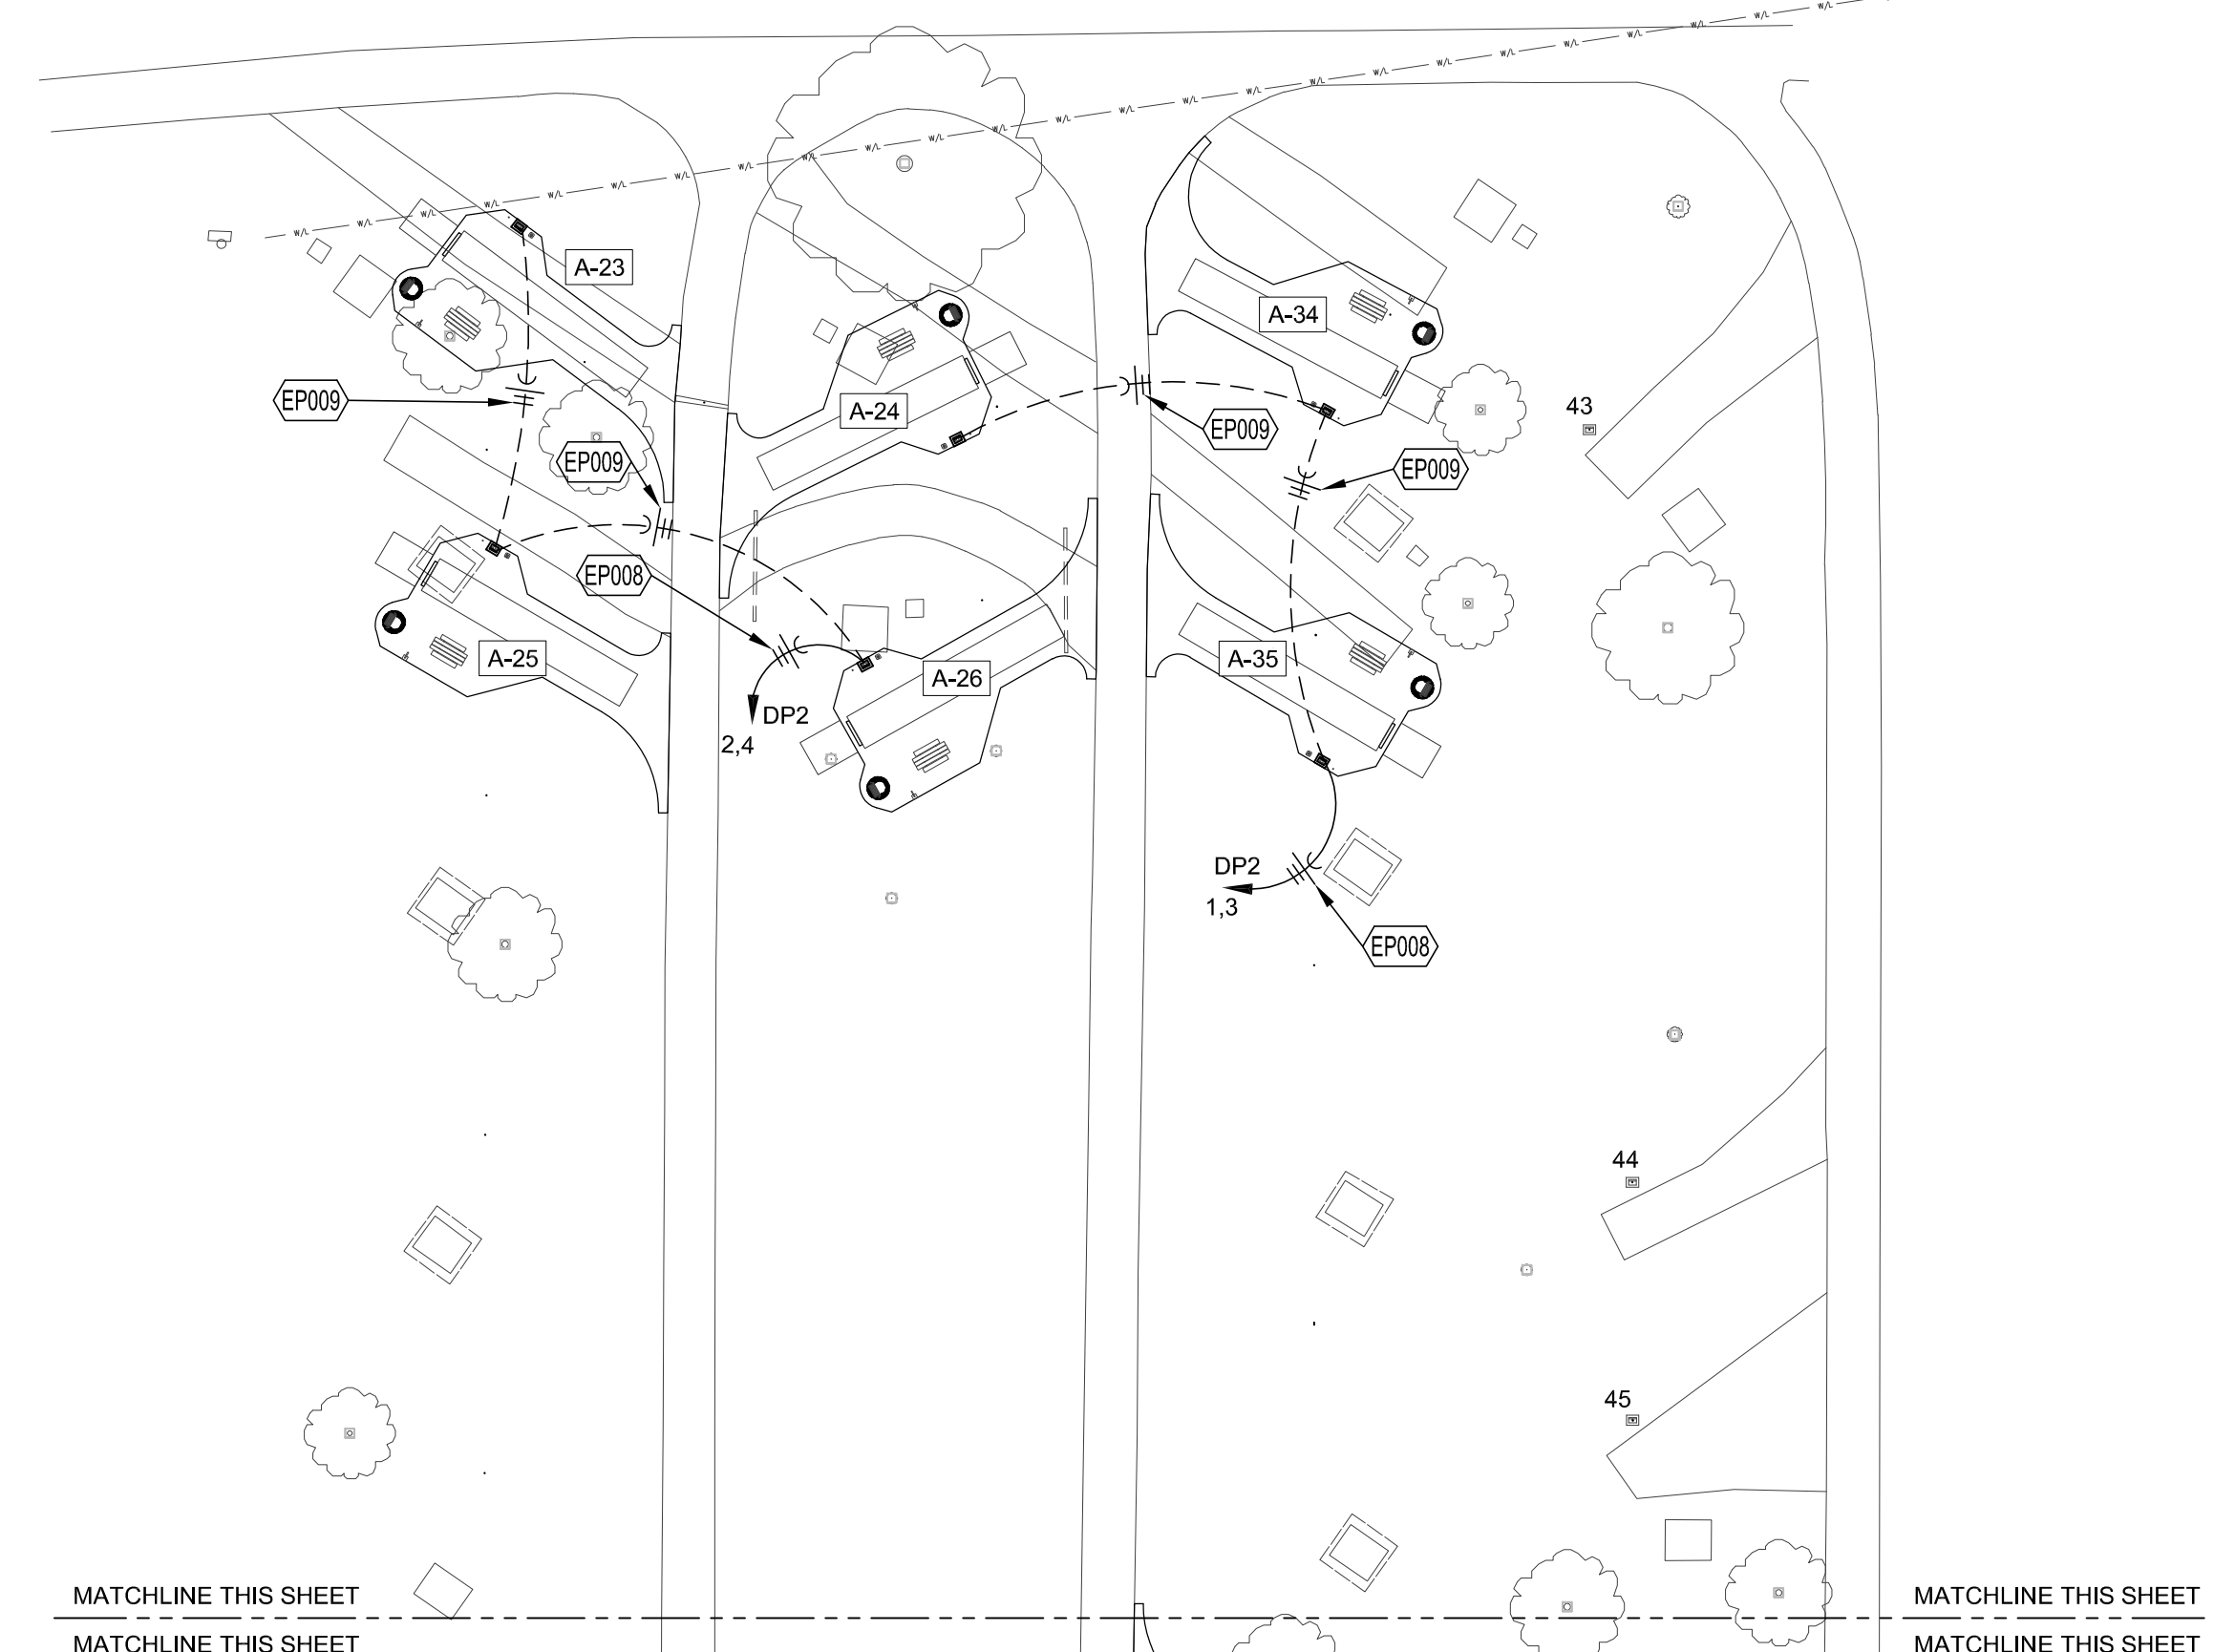 W/L W/L W/L W/L W/L W/L W/L W/L W/L W/L W/L W/L W/L W/L W/L W/L W/L W/L W/L W/L W/L W/L W/L W/L W/L
A-23
A-34
EP009
A-24
43
EP009
EP009
EP009
EP008
A-25
A-35
A-26
DP2
2,4
DP2
1,3
EP008
44
45
MATCHLINE THIS SHEET
MATCHLINE THIS SHEET
MATCHLINE THIS SHEET
MATCHLINE THIS SHEET